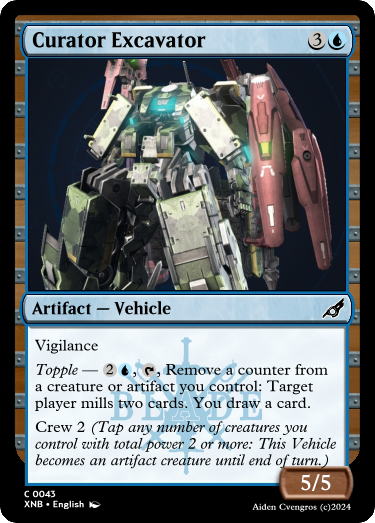 Curator Excavator 3
Artifact — Vehicle
Vigilance
Topple — 2, , Remove a counter from
a creature or artifact you control: Target
player mills two cards. You draw a card.
BLADE
Crew 2 (Tap any number of creatures you
control with total power 2 or more: This Vehicle
becomes an artifact creature until end of turn.)
5/5
C 0043
XNB • English
Aiden Cvengros (c)2024